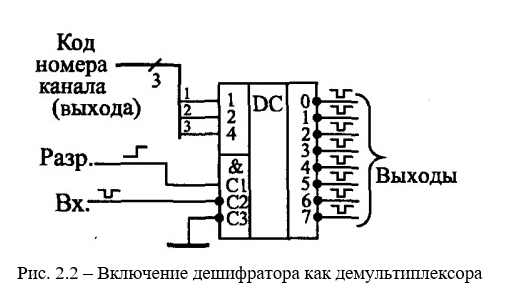 Код
номера
канала
(выхода)
3
1
2
3
1
2
4
DC
0
1
2
3
4
5
6
7
&
C1
C2
C3
Разр.
Вх.
Выходы
Рис. 2.2 – Включение дешифратора как демультиплексора